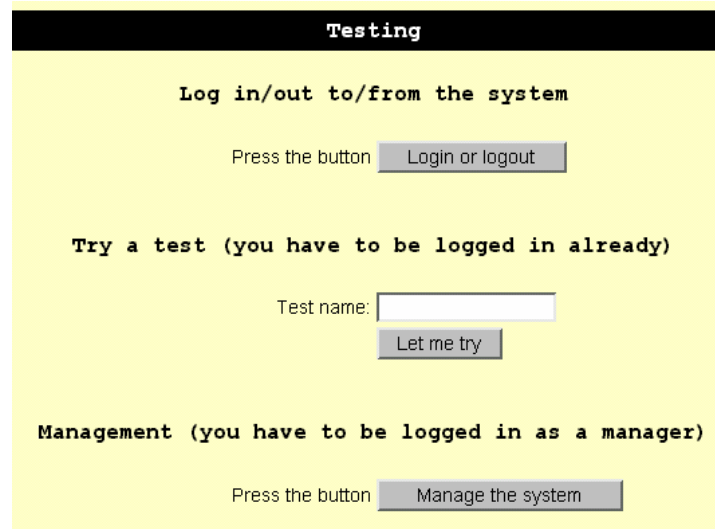 Testing
Log in/out to/from the system
Press the button Login or logout
Try a test (you have to be logged in already)
Test name:
Let me try
Management (you have to be logged in as a manager)
Press the button Manage the system